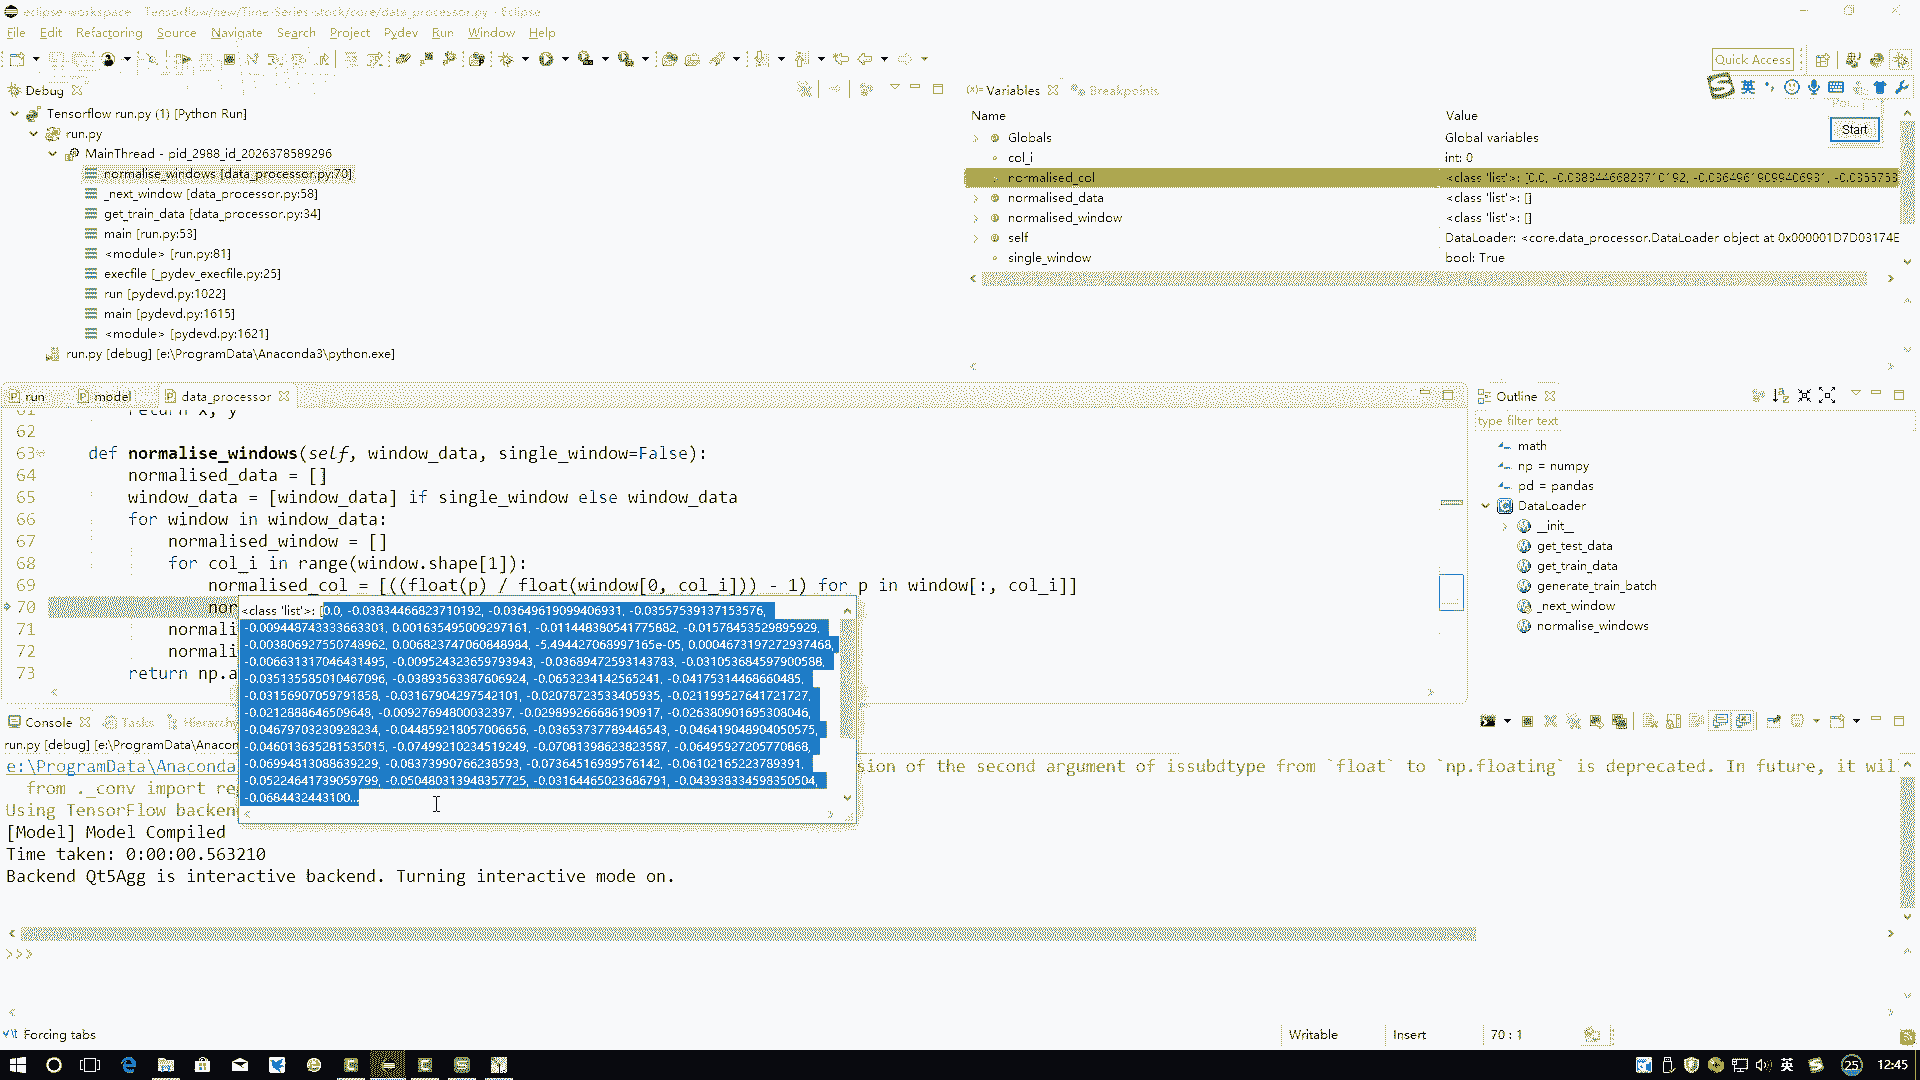 eclipse-workspace - Tensorflow/new/Time-Series-stock/core/data_processor.py - Eclipse
File Edit Refactoring Source Navigate Search Project Pydev Run Window Help
Quick Access
Debug
Tensorflow run.py (1) [Python Run]
run.py
MainThread - pid_2988_id_2026378589296
normalise_windows [data_processor.py:70]
_next_window [data_processor.py:58]
get_train_data [data_processor.py:34]
main [run.py:53]
<module> [run.py:81]
execfile [_pydev_execfile.py:25]
run [pydevd.py:1022]
main [pydevd.py:1615]
<module> [pydevd.py:1621]
run.py [debug] [e:\ProgramData\Anaconda3\python.exe]
(x)= Variables Breakpoints
英
Name Value
Start
Globals Global variables
col_i int: 0
normalised_col <class 'list'>: [0.0, -0.03834466823710192, -0.03649619099406931, -0.0355753
normalised_data <class 'list'>: []
normalised_window <class 'list'>: []
self DataLoader: <core.data_processor.DataLoader object at 0x000001D7D03174E
single_window bool: True
run model data_processor
61 return x, y
62
63 def normalise_windows(self, window_data, single_window=False):
64 normalised_data = []
65 window_data = [window_data] if single_window else window_data
66 for window in window_data:
67 normalised_window = []
68 for col_i in range(window.shape[1]):
69 normalised_col = [((float(p) / float(window[0, col_i])) - 1) for p in window[:, col_i]]
70 nor
71 normali
72 normali
73 return np.a
<class 'list'>: [0.0, -0.03834466823710192, -0.03649619099406931, -0.03557539137153576,
-0.009448743333663301, 0.001635495009297161, -0.011448380541775882, -0.01578453529895929,
-0.003806927550748962, 0.006823747060848984, -5.494427068997165e-05, 0.0004673197272937468,
-0.006631317046431495, -0.009524323659793943, -0.03689472593143783, -0.031053684597900588,
-0.035135585010467096, -0.03893563387606924, -0.0653234142565241, -0.04175314468660485,
-0.03156907059791858, -0.03167904297542101, -0.02078723533405935, -0.021199527641721727,
-0.0212888646509648, -0.00927694800032397, -0.029899266686190917, -0.026380901695308046,
-0.04679703230928234, -0.044859218057006656, -0.03653737789446543, -0.046419048904050575,
-0.046013635281535015, -0.07499210234519249, -0.07081398623823587, -0.06495927205770868,
-0.06994813088639229, -0.08373990766238593, -0.07364516989576142, -0.06102165223789391,
-0.05224641739059799, -0.050480313948357725, -0.03164465023686791, -0.043938334598350504,
-0.0684432443100...
Outline
type filter text
math
np = numpy
pd = pandas
DataLoader
__init__
get_test_data
get_train_data
generate_train_batch
_next_window
normalise_windows
Console Tasks Hierarchy
run.py [debug] [e:\ProgramData\Anacon
e:\ProgramData\Anaconda sion of the second argument of issubdtype from `float` to `np.floating` is deprecated. In future, it wil
from ._conv import re
Using TensorFlow backen
[Model] Model Compiled
Time taken: 0:00:00.563210
Backend Qt5Agg is interactive backend. Turning interactive mode on.
>>>
Forcing tabs Writable Insert 70 : 1
英 25 12:45